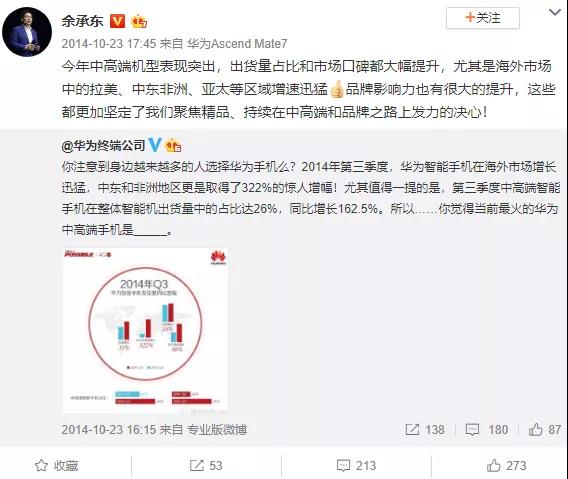 余承东
+关注
2014-10-23 17:45 来自 华为Ascend Mate7
今年中高端机型表现突出，出货量占比和市场口碑都大幅提升，尤其是海外市场
中的拉美、中东非洲、亚太等区域增速迅猛👍品牌影响力也有很大的提升，这些
都更加坚定了我们聚焦精品、持续在中高端和品牌之路上发力的决心！
@华为终端公司
你注意到身边越来越多的人选择华为手机么？2014年第三季度，华为智能手机在海外市场增长
迅猛，中东和非洲地区更是取得了322%的惊人增幅！尤其值得一提的是，第三季度中高端智能
手机在整体智能机出货量中的占比达26%，同比增长162.5%。所以……你觉得当前最火的华为
中高端手机是_____。
POSSIBLE
4G
HUAWEI
2014年Q3
华为智能手机发货量同比增幅
322%
2014-10-23 16:15 来自 专业版微博
138
180
87
收藏
53
213
273